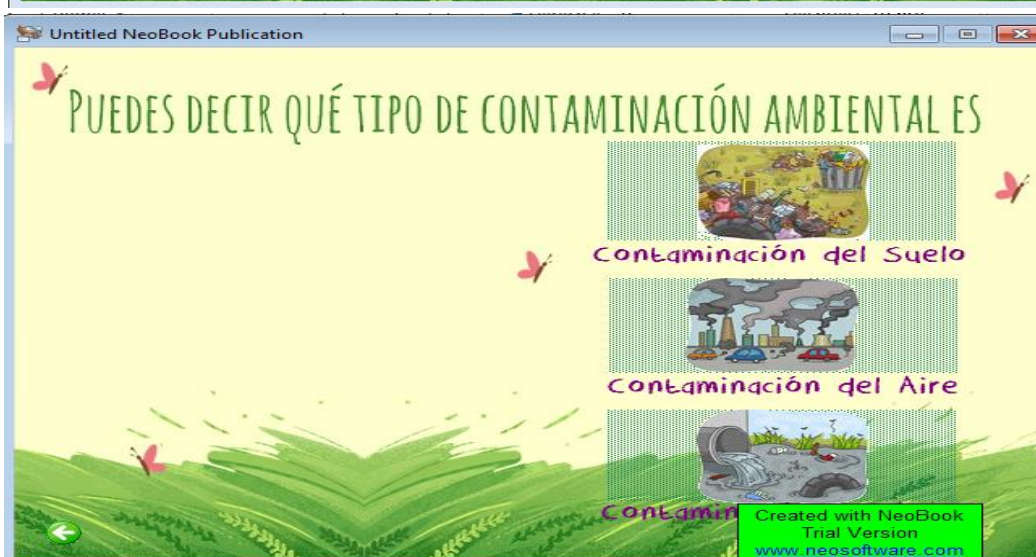 Untitled NeoBook Publication
Puedes decir qué tipo de contaminación ambiental es
Contaminación del Suelo
Contaminación del Aire
Created with NeoBook
Trial Version
www.neosoftware.com